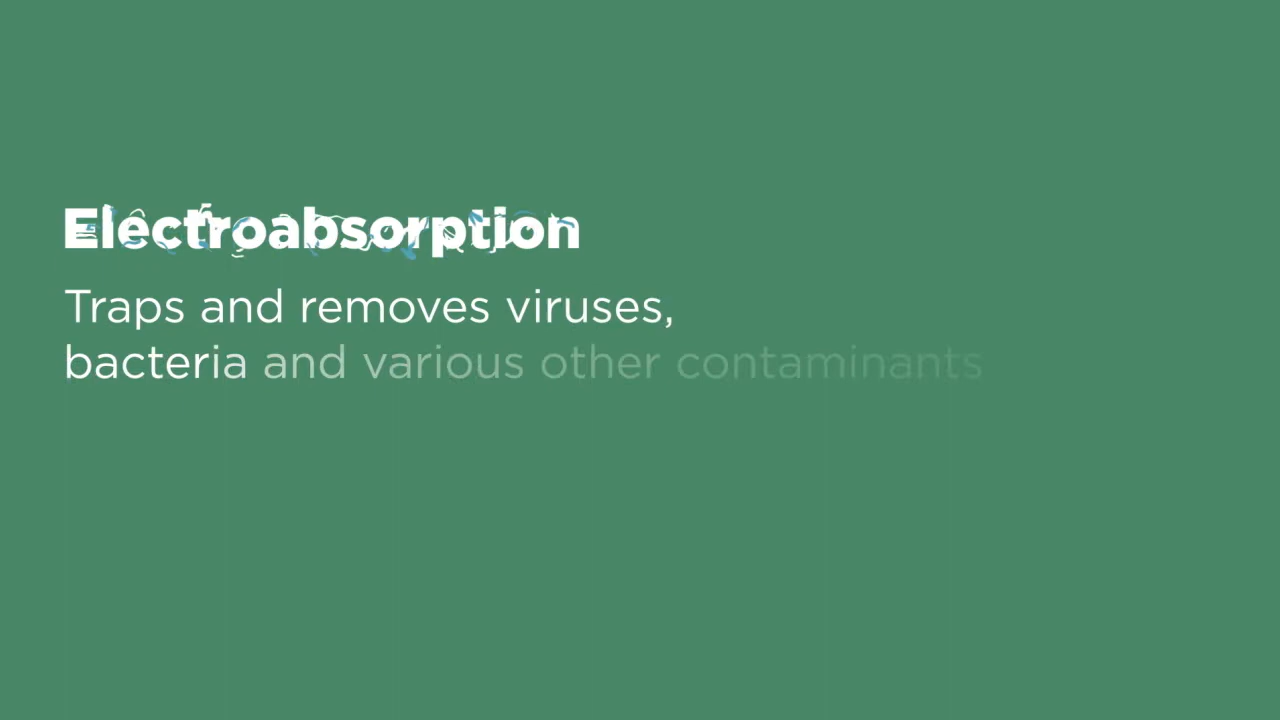 Electroabsorption
Traps and removes viruses,
bacteria and various other contaminants